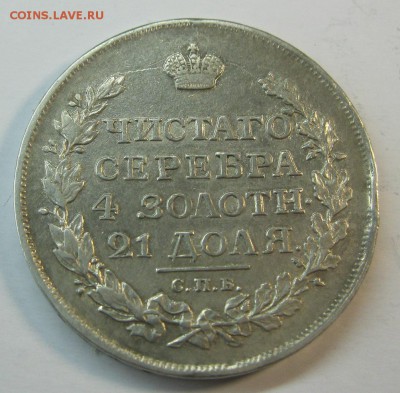 COINS.LAVE.RU
ЧИСТАГО
СЕРЕБРА
4 ЗОЛОТН.
21 ДОЛЯ.
С.П.Б.